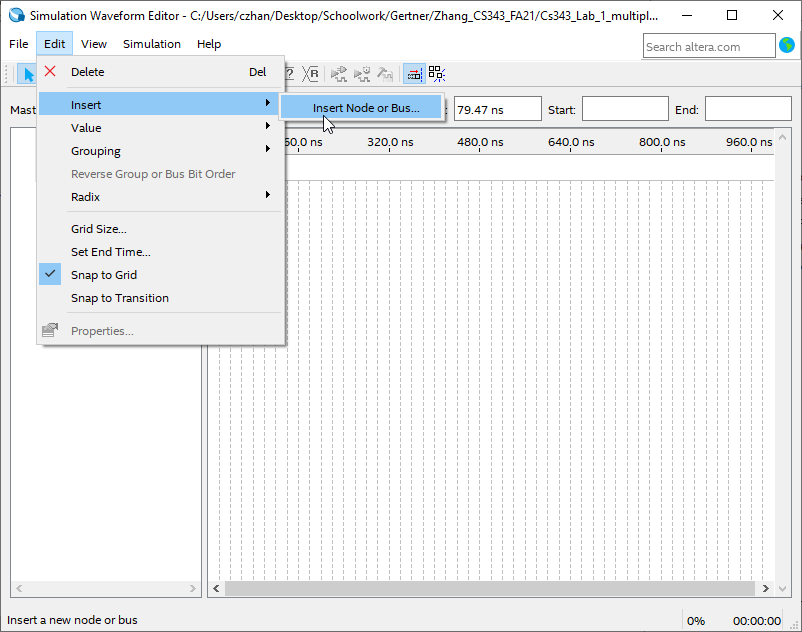 Simulation Waveform Editor - C:/Users/czhan/Desktop/Schoolwork/Gertner/Zhang_CS343_FA21/Cs343_Lab_1_multipl...
File Edit View Simulation Help
Search altera.com
Delete Del
Insert
Insert Node or Bus...
Value
Grouping
Reverse Group or Bus Bit Order
Radix
Grid Size...
Set End Time...
Snap to Grid
Snap to Transition
Properties...
Mast
79.47 ns Start: End:
0.0 ns 320.0 ns 480.0 ns 640.0 ns 800.0 ns 960.0 ns
Insert a new node or bus 0% 00:00:00